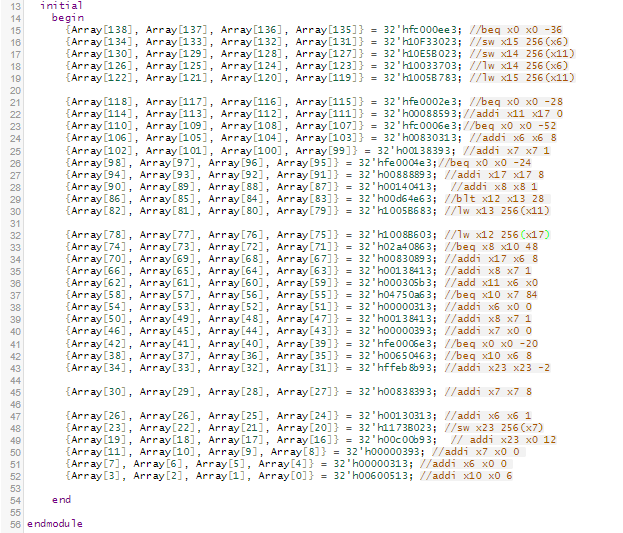 13 initial
14 begin
15 {Array[138], Array[137], Array[136], Array[135]} = 32'hfc000ee3; //beq x0 x0 -36
16 {Array[134], Array[133], Array[132], Array[131]} = 32'h10F33023; //sw x15 256(x6)
17 {Array[130], Array[129], Array[128], Array[127]} = 32'h10E5B023; //sw x14 256(x11)
18 {Array[126], Array[125], Array[124], Array[123]} = 32'h10033703; //lw x14 256(x6)
19 {Array[122], Array[121], Array[120], Array[119]} = 32'h1005B783; //lw x15 256(x11)
20
21 {Array[118], Array[117], Array[116], Array[115]} = 32'hfe0002e3; //beq x0 x0 -28
22 {Array[114], Array[113], Array[112], Array[111]} = 32'h00088593;//addi x11 x17 0
23 {Array[110], Array[109], Array[108], Array[107]} = 32'hfc0006e3;//beq x0 x0 -52
24 {Array[106], Array[105], Array[104], Array[103]} = 32'h00830313; //addi x6 x6 8
25 {Array[102], Array[101], Array[100], Array[99]} = 32'h00138393; //addi x7 x7 1
26 {Array[98], Array[97], Array[96], Array[95]} = 32'hfe0004e3;//beq x0 x0 -24
27 {Array[94], Array[93], Array[92], Array[91]} = 32'h00888893; //addi x17 x17 8
28 {Array[90], Array[89], Array[88], Array[87]} = 32'h00140413; //addi x8 x8 1
29 {Array[86], Array[85], Array[84], Array[83]} = 32'h00d64e63; //blt x12 x13 28
30 {Array[82], Array[81], Array[80], Array[79]} = 32'h1005B683; //lw x13 256(x11)
31
32 {Array[78], Array[77], Array[76], Array[75]} = 32'h1008B603; //lw x12 256(x17)
33 {Array[74], Array[73], Array[72], Array[71]} = 32'h02a40863; //beq x8 x10 48
34 {Array[70], Array[69], Array[68], Array[67]} = 32'h00830893; //addi x17 x6 8
35 {Array[66], Array[65], Array[64], Array[63]} = 32'h00138413; //addi x8 x7 1
36 {Array[62], Array[61], Array[60], Array[59]} = 32'h000305b3; //add x11 x6 x0
37 {Array[58], Array[57], Array[56], Array[55]} = 32'h04750a63; //beq x10 x7 84
38 {Array[54], Array[53], Array[52], Array[51]} = 32'h00000313; //addi x6 x0 0
39 {Array[50], Array[49], Array[48], Array[47]} = 32'h00138413; //addi x8 x7 1
40 {Array[46], Array[45], Array[44], Array[43]} = 32'h00000393; //addi x7 x0 0
41 {Array[42], Array[41], Array[40], Array[39]} = 32'hfe0006e3; //beq x0 x0 -20
42 {Array[38], Array[37], Array[36], Array[35]} = 32'h00650463; //beq x10 x6 8
43 {Array[34], Array[33], Array[32], Array[31]} = 32'hffeb8b93; //addi x23 x23 -2
44
45 {Array[30], Array[29], Array[28], Array[27]} = 32'h00838393; //addi x7 x7 8
46
47 {Array[26], Array[26], Array[25], Array[24]} = 32'h00130313; //addi x6 x6 1
48 {Array[23], Array[22], Array[21], Array[20]} = 32'h1173B023; //sw x23 256(x7)
49 {Array[19], Array[18], Array[17], Array[16]} = 32'h00c00b93; // addi x23 x0 12
50 {Array[11], Array[10], Array[9], Array[8]} = 32'h00000393; //addi x7 x0 0
51 {Array[7], Array[6], Array[5], Array[4]} = 32'h00000313; //addi x6 x0 0
52 {Array[3], Array[2], Array[1], Array[0]} = 32'h00600513; //addi x10 x0 6
53
54 end
55
56 endmodule